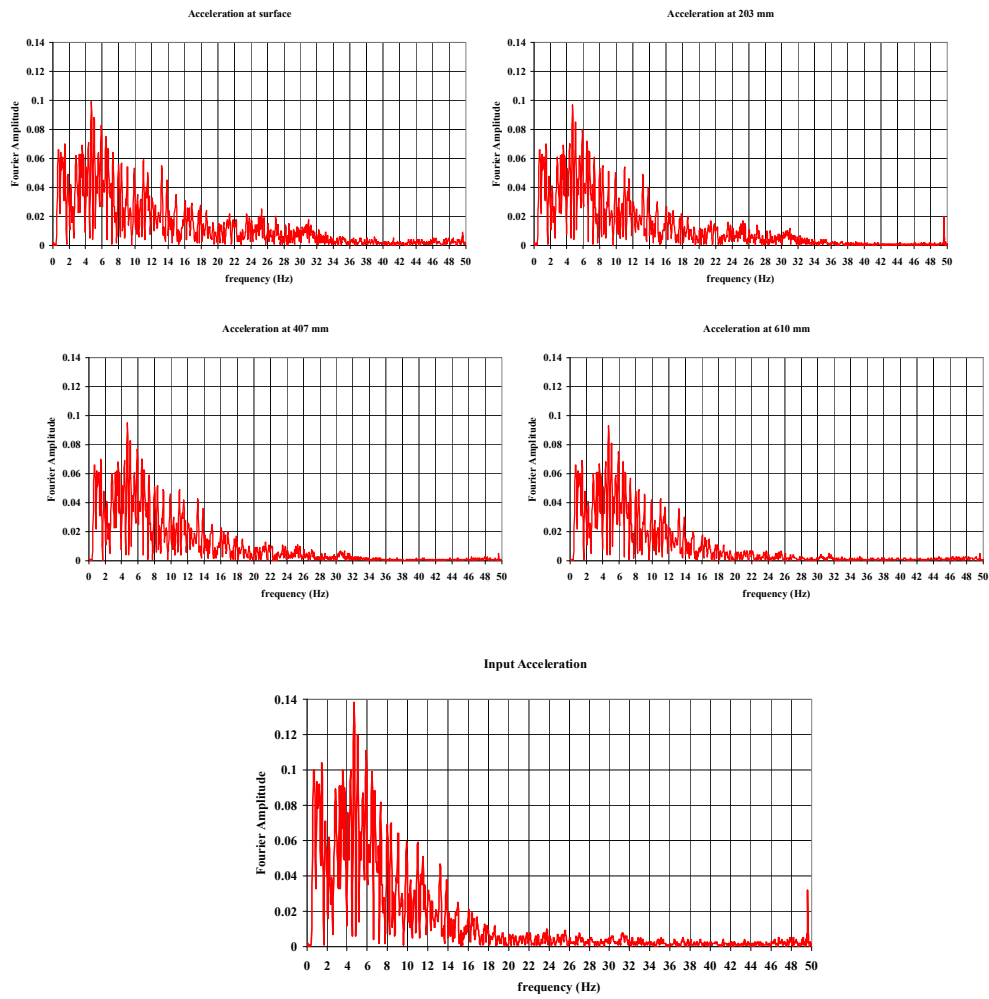 Acceleration at surface
0.14
0.12
0.1
0.08
0.06
0.04
0.02
0
Fourier Amplitude
0 2 4 6 8 10 12 14 16 18 20 22 24 26 28 30 32 34 36 38 40 42 44 46 48 50
frequency (Hz)
Acceleration at 203 mm
0.14
0.12
0.1
0.08
0.06
0.04
0.02
0
Fourier Amplitude
0 2 4 6 8 10 12 14 16 18 20 22 24 26 28 30 32 34 36 38 40 42 44 46 48 50
frequency (Hz)
Acceleration at 407 mm
0.14
0.12
0.1
0.08
0.06
0.04
0.02
0
Fourier Amplitude
0 2 4 6 8 10 12 14 16 18 20 22 24 26 28 30 32 34 36 38 40 42 44 46 48 50
frequency (Hz)
Acceleration at 610 mm
0.14
0.12
0.1
0.08
0.06
0.04
0.02
0
Fourier Amplitude
0 2 4 6 8 10 12 14 16 18 20 22 24 26 28 30 32 34 36 38 40 42 44 46 48 50
frequency (Hz)
Input Acceleration
0.14
0.12
0.1
0.08
0.06
0.04
0.02
0
Fourier Amplitude
0 2 4 6 8 10 12 14 16 18 20 22 24 26 28 30 32 34 36 38 40 42 44 46 48 50
frequency (Hz)